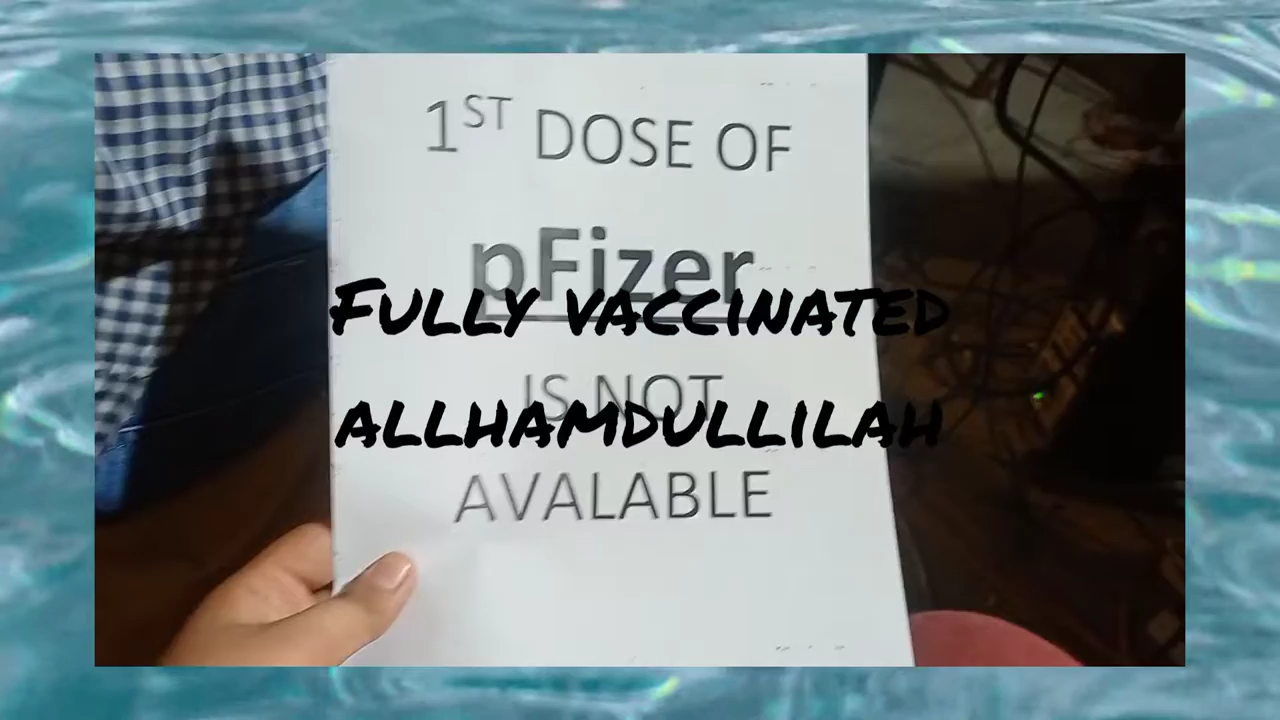 1ST DOSE OF
pFizer
FULLY VACCINATED
IS NOT
ALLHAMDULLILAH
AVALABLE